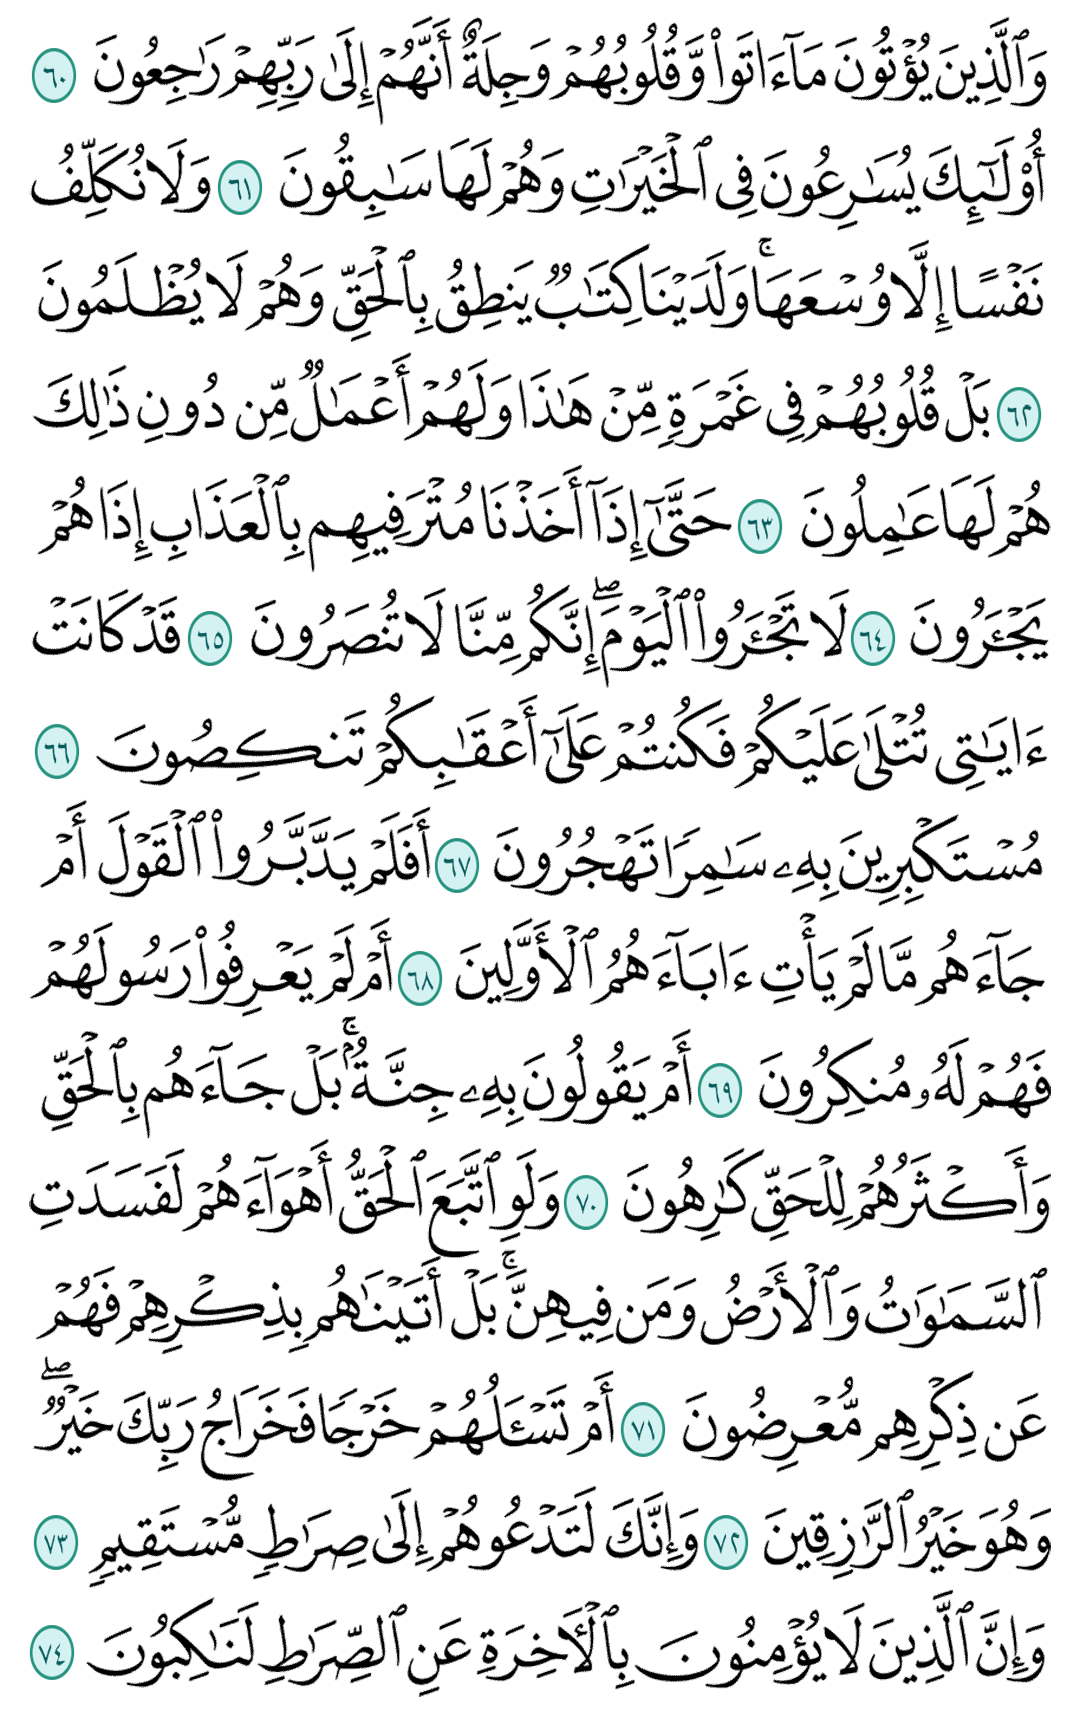 وَٱلَّذِينَ يُؤۡتُونَ مَآ ءَاتَواْ وَّقُلُوبُهُمۡ وَجِلَةٌ أَنَّهُمۡ إِلَىٰ رَبِّهِمۡ رَٰجِعُونَ ٦٠
أُوْلَـٰٓئِكَ يُسَـٰرِعُونَ فِي ٱلۡخَيۡرَٰتِ وَهُمۡ لَهَا سَـٰبِقُونَ ٦١ وَلَا نُكَلِّفُ
نَفۡسًا إِلَّا وُسۡعَهَاۚ وَلَدَيۡنَا كِتَـٰبٌ يَنطِقُ بِٱلۡحَقِّ وَهُمۡ لَا يُظۡلَمُونَ
٦٢ بَلۡ قُلُوبُهُمۡ فِي غَمۡرَةٍ مِّنۡ هَـٰذَا وَلَهُمۡ أَعۡمَـٰلٌ مِّن دُونِ ذَٰلِكَ
هُمۡ لَهَا عَـٰمِلُونَ ٦٣ حَتَّىٰٓ إِذَآ أَخَذۡنَا مُتۡرَفِيهِم بِٱلۡعَذَابِ إِذَا هُمۡ
يَجۡـَٔرُونَ ٦٤ لَا تَجۡـَٔرُواْ ٱلۡيَوۡمَۖ إِنَّكُم مِّنَّا لَا تُنصَرُونَ ٦٥ قَدۡ كَانَتۡ
ءَايَـٰتِي تُتۡلَىٰ عَلَيۡكُمۡ فَكُنتُمۡ عَلَىٰٓ أَعۡقَـٰبِكُمۡ تَنكِصُونَ ٦٦
مُسۡتَكۡبِرِينَ بِهِۦ سَـٰمِرًا تَهۡجُرُونَ ٦٧ أَفَلَمۡ يَدَّبَّرُواْ ٱلۡقَوۡلَ أَمۡ
جَآءَهُم مَّا لَمۡ يَأۡتِ ءَابَآءَهُمُ ٱلۡأَوَّلِينَ ٦٨ أَمۡ لَمۡ يَعۡرِفُواْ رَسُولَهُمۡ
فَهُمۡ لَهُۥ مُنكِرُونَ ٦٩ أَمۡ يَقُولُونَ بِهِۦ جِنَّةُۢۚ بَلۡ جَآءَهُم بِٱلۡحَقِّ
وَأَكۡثَرُهُمۡ لِلۡحَقِّ كَـٰرِهُونَ ٧٠ وَلَوِ ٱتَّبَعَ ٱلۡحَقُّ أَهۡوَآءَهُمۡ لَفَسَدَتِ
ٱلسَّمَـٰوَٰتُ وَٱلۡأَرۡضُ وَمَن فِيهِنَّۚ بَلۡ أَتَيۡنَـٰهُم بِذِكۡرِهِمۡ فَهُمۡ
عَن ذِكۡرِهِم مُّعۡرِضُونَ ٧١ أَمۡ تَسۡـَٔلُهُمۡ خَرۡجًا فَخَرَاجُ رَبِّكَ خَيۡرٌۖ
وَهُوَ خَيۡرُ ٱلرَّٰزِقِينَ ٧٢ وَإِنَّكَ لَتَدۡعُوهُمۡ إِلَىٰ صِرَٰطٍ مُّسۡتَقِيمٍ ٧٣
وَإِنَّ ٱلَّذِينَ لَا يُؤۡمِنُونَ بِٱلۡأَخِرَةِ عَنِ ٱلصِّرَٰطِ لَنَـٰكِبُونَ ٧٤